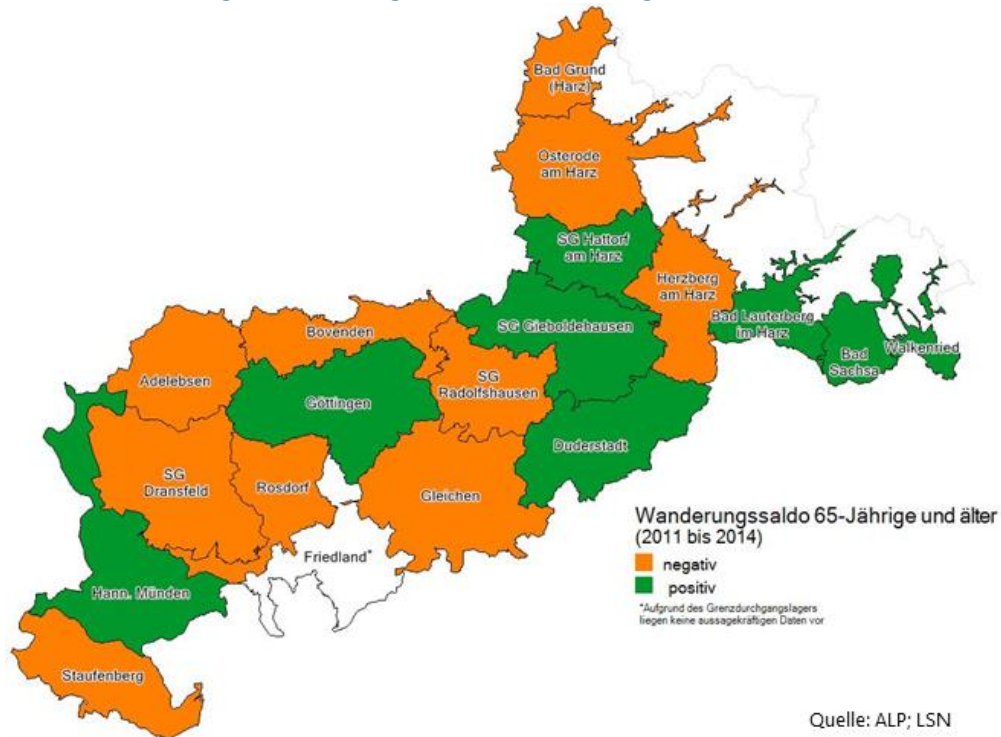 Bad Grund
(Harz)
Osterode
am Harz
SG Hattorf
am Harz
Herzberg
am Harz
SG Gieboldehausen
Bad Lauterberg
im Harz
Bad
Sachsa
Walkenried
Bovenden
Adelebsen
Göttingen
SG
Radolfshausen
Duderstadt
SG
Dransfeld
Rosdorf
Gleichen
Friedland*
Hann. Münden
Staufenberg
Wanderungssaldo 65-Jährige und älter
(2011 bis 2014)
negativ
positiv
*Aufgrund des Grenzdurchgangslagers
liegen keine aussagekräftigen Daten vor
Quelle: ALP; LSN